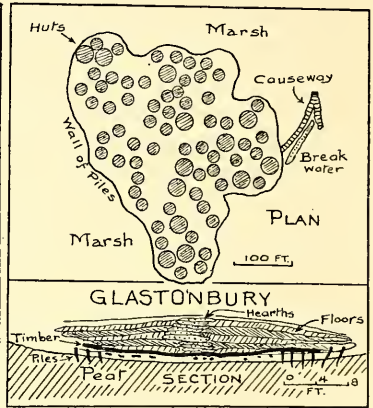 Huts
Marsh
Causeway
Wall of Piles
Break
water
PLAN
Marsh
100 FT.
GLASTONBURY
Hearths
Floors
Timber
Piles
Peat
SECTION
0 4 8
FT.